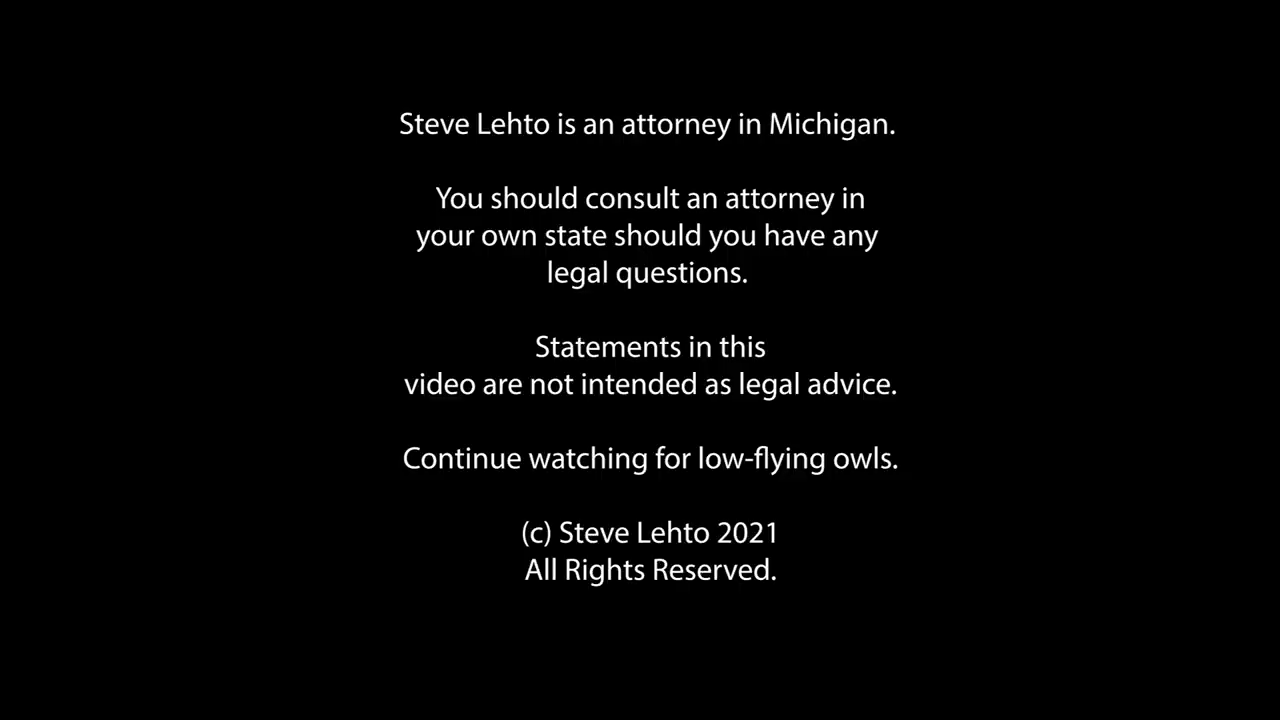 Steve Lehto is an attorney in Michigan.
You should consult an attorney in
your own state should you have any
legal questions.
Statements in this
video are not intended as legal advice.
Continue watching for low-flying owls.
(c) Steve Lehto 2021
All Rights Reserved.